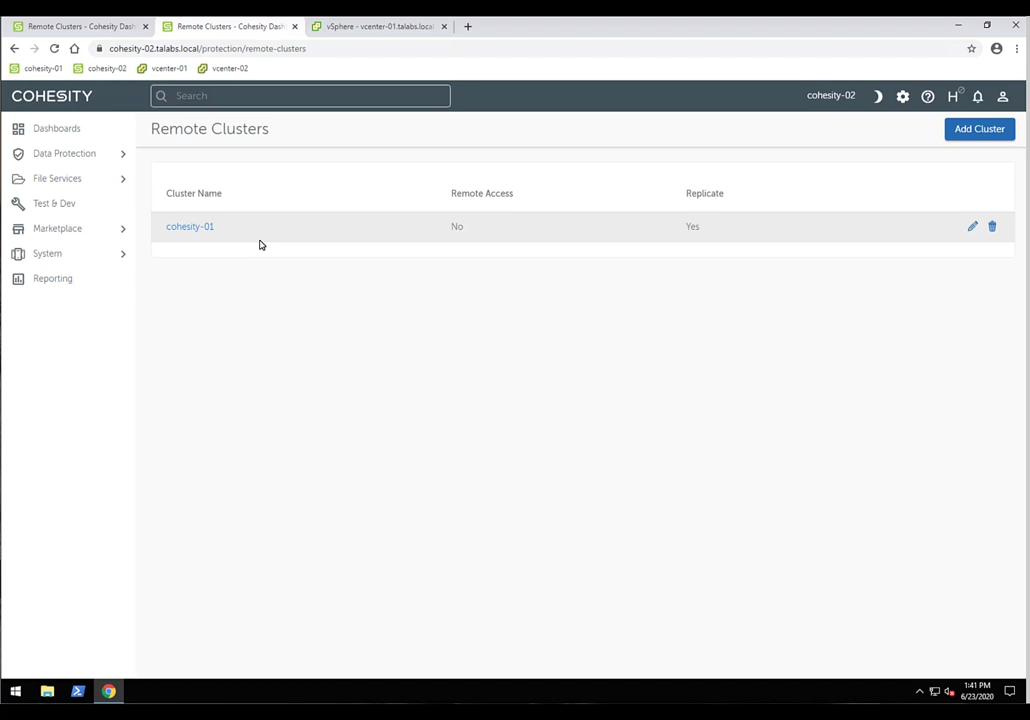 Remote Clusters - Cohesity Dash
Remote Clusters - Cohesity Dash
vSphere - vcenter-01.talabs.local
cohesity-02.talabs.local/protection/remote-clusters
cohesity-01
cohesity-02
vcenter-01
vcenter-02
COHESITY
Search
cohesity-02
H
Dashboards
Data Protection
File Services
Test & Dev
Marketplace
System
Reporting
Remote Clusters
Add Cluster
Cluster Name Remote Access Replicate
cohesity-01 No Yes
1:41 PM
6/23/2020